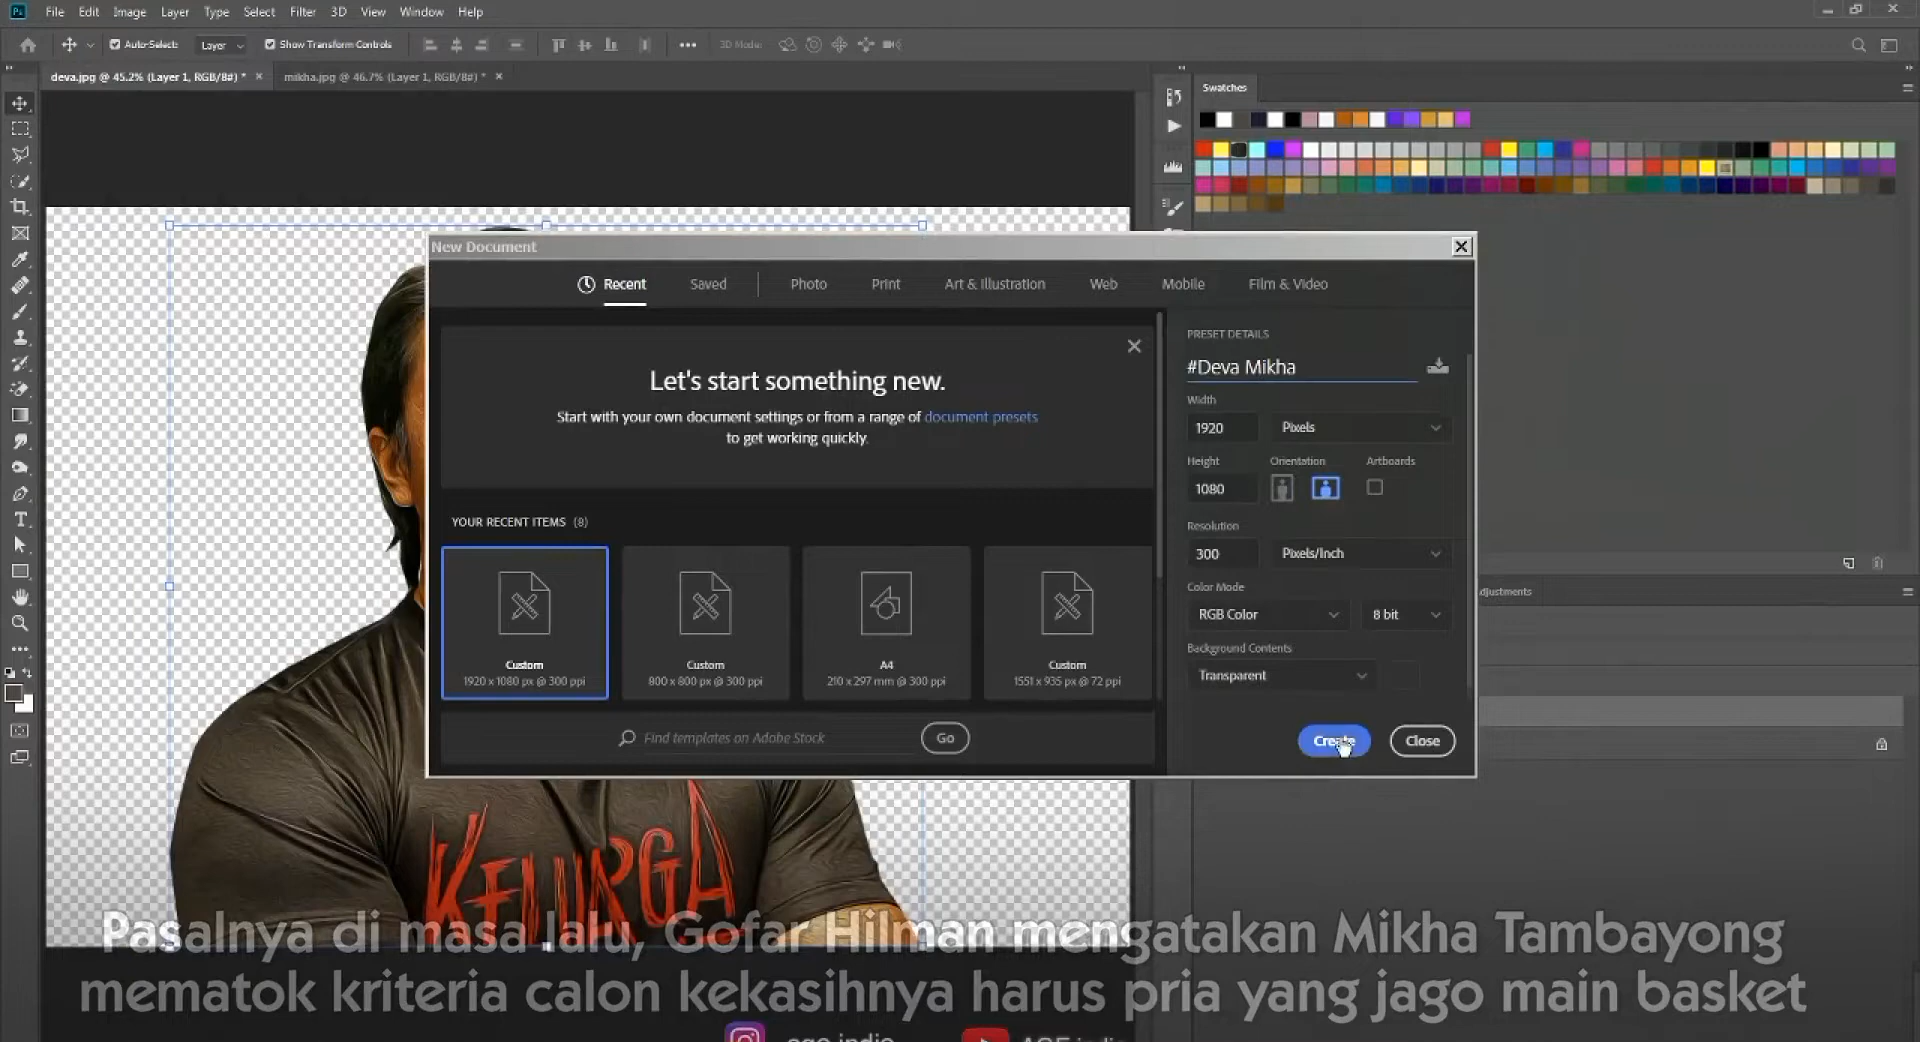 Ps File Edit Image Layer Type Select Filter 3D View Window Help
Auto-Select: Layer Show Transform Controls 3D Mode:
deva.jpg @ 45.2% (Layer 1, RGB/8#) * mikha.jpg @ 46.7% (Layer 1, RGB/8#) *
Swatches
New Document
Recent Saved Photo Print Art & Illustration Web Mobile Film & Video
Let's start something new.
Start with your own document settings or from a range of document presets
to get working quickly.
YOUR RECENT ITEMS (8)
Custom
1920 x 1080 px @ 300 ppi
Custom
800 x 800 px @ 300 ppi
A4
210 x 297 mm @ 300 ppi
Custom
1551 x 935 px @ 72 ppi
Find templates on Adobe Stock Go
PRESET DETAILS
#Deva Mikha
Width
1920 Pixels
Height Orientation Artboards
1080
Resolution
300 Pixels/Inch
Color Mode
RGB Color 8 bit
Background Contents
Transparent
Create Close
djustments
KELURGA
Pasalnya di masa lalu, Gofar Hilman mengatakan Mikha Tambayong
mematok kriteria calon kekasihnya harus pria yang jago main basket